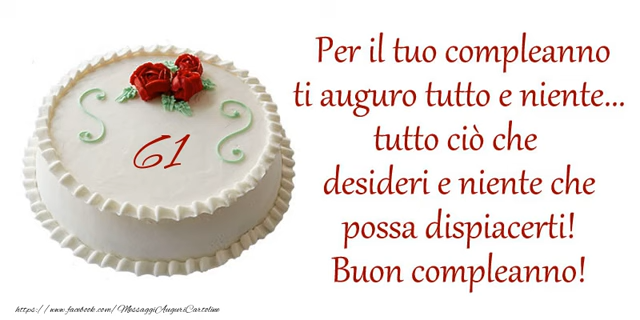 Per il tuo compleanno
ti auguro tutto e niente...
tutto ciò che
desideri e niente che
possa dispiacerti!
Buon compleanno!
61
https://www.facebook.com/MessaggiAuguriCartoline